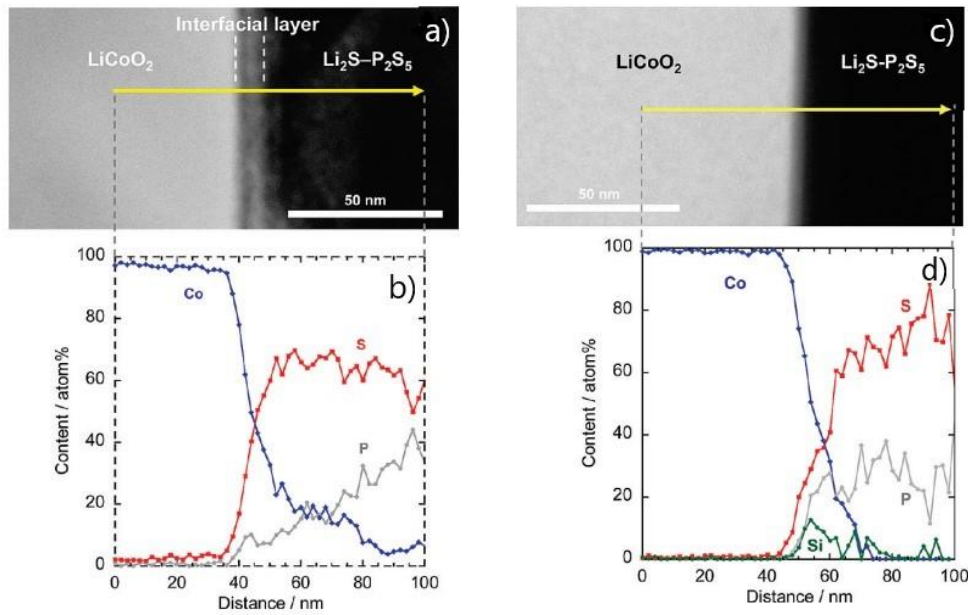 Interfacial layer
a)
LiCoO₂
Li₂S–P₂S₅
50 nm
c)
LiCoO₂
Li₂S-P₂S₅
50 nm
b)
Content / atom%
100
80
60
40
20
0
Co
S
P
0 20 40 60 80 100
Distance / nm
d)
Content / atom%
100
80
60
40
20
0
Co
S
P
Si
0 20 40 60 80 100
Distance / nm